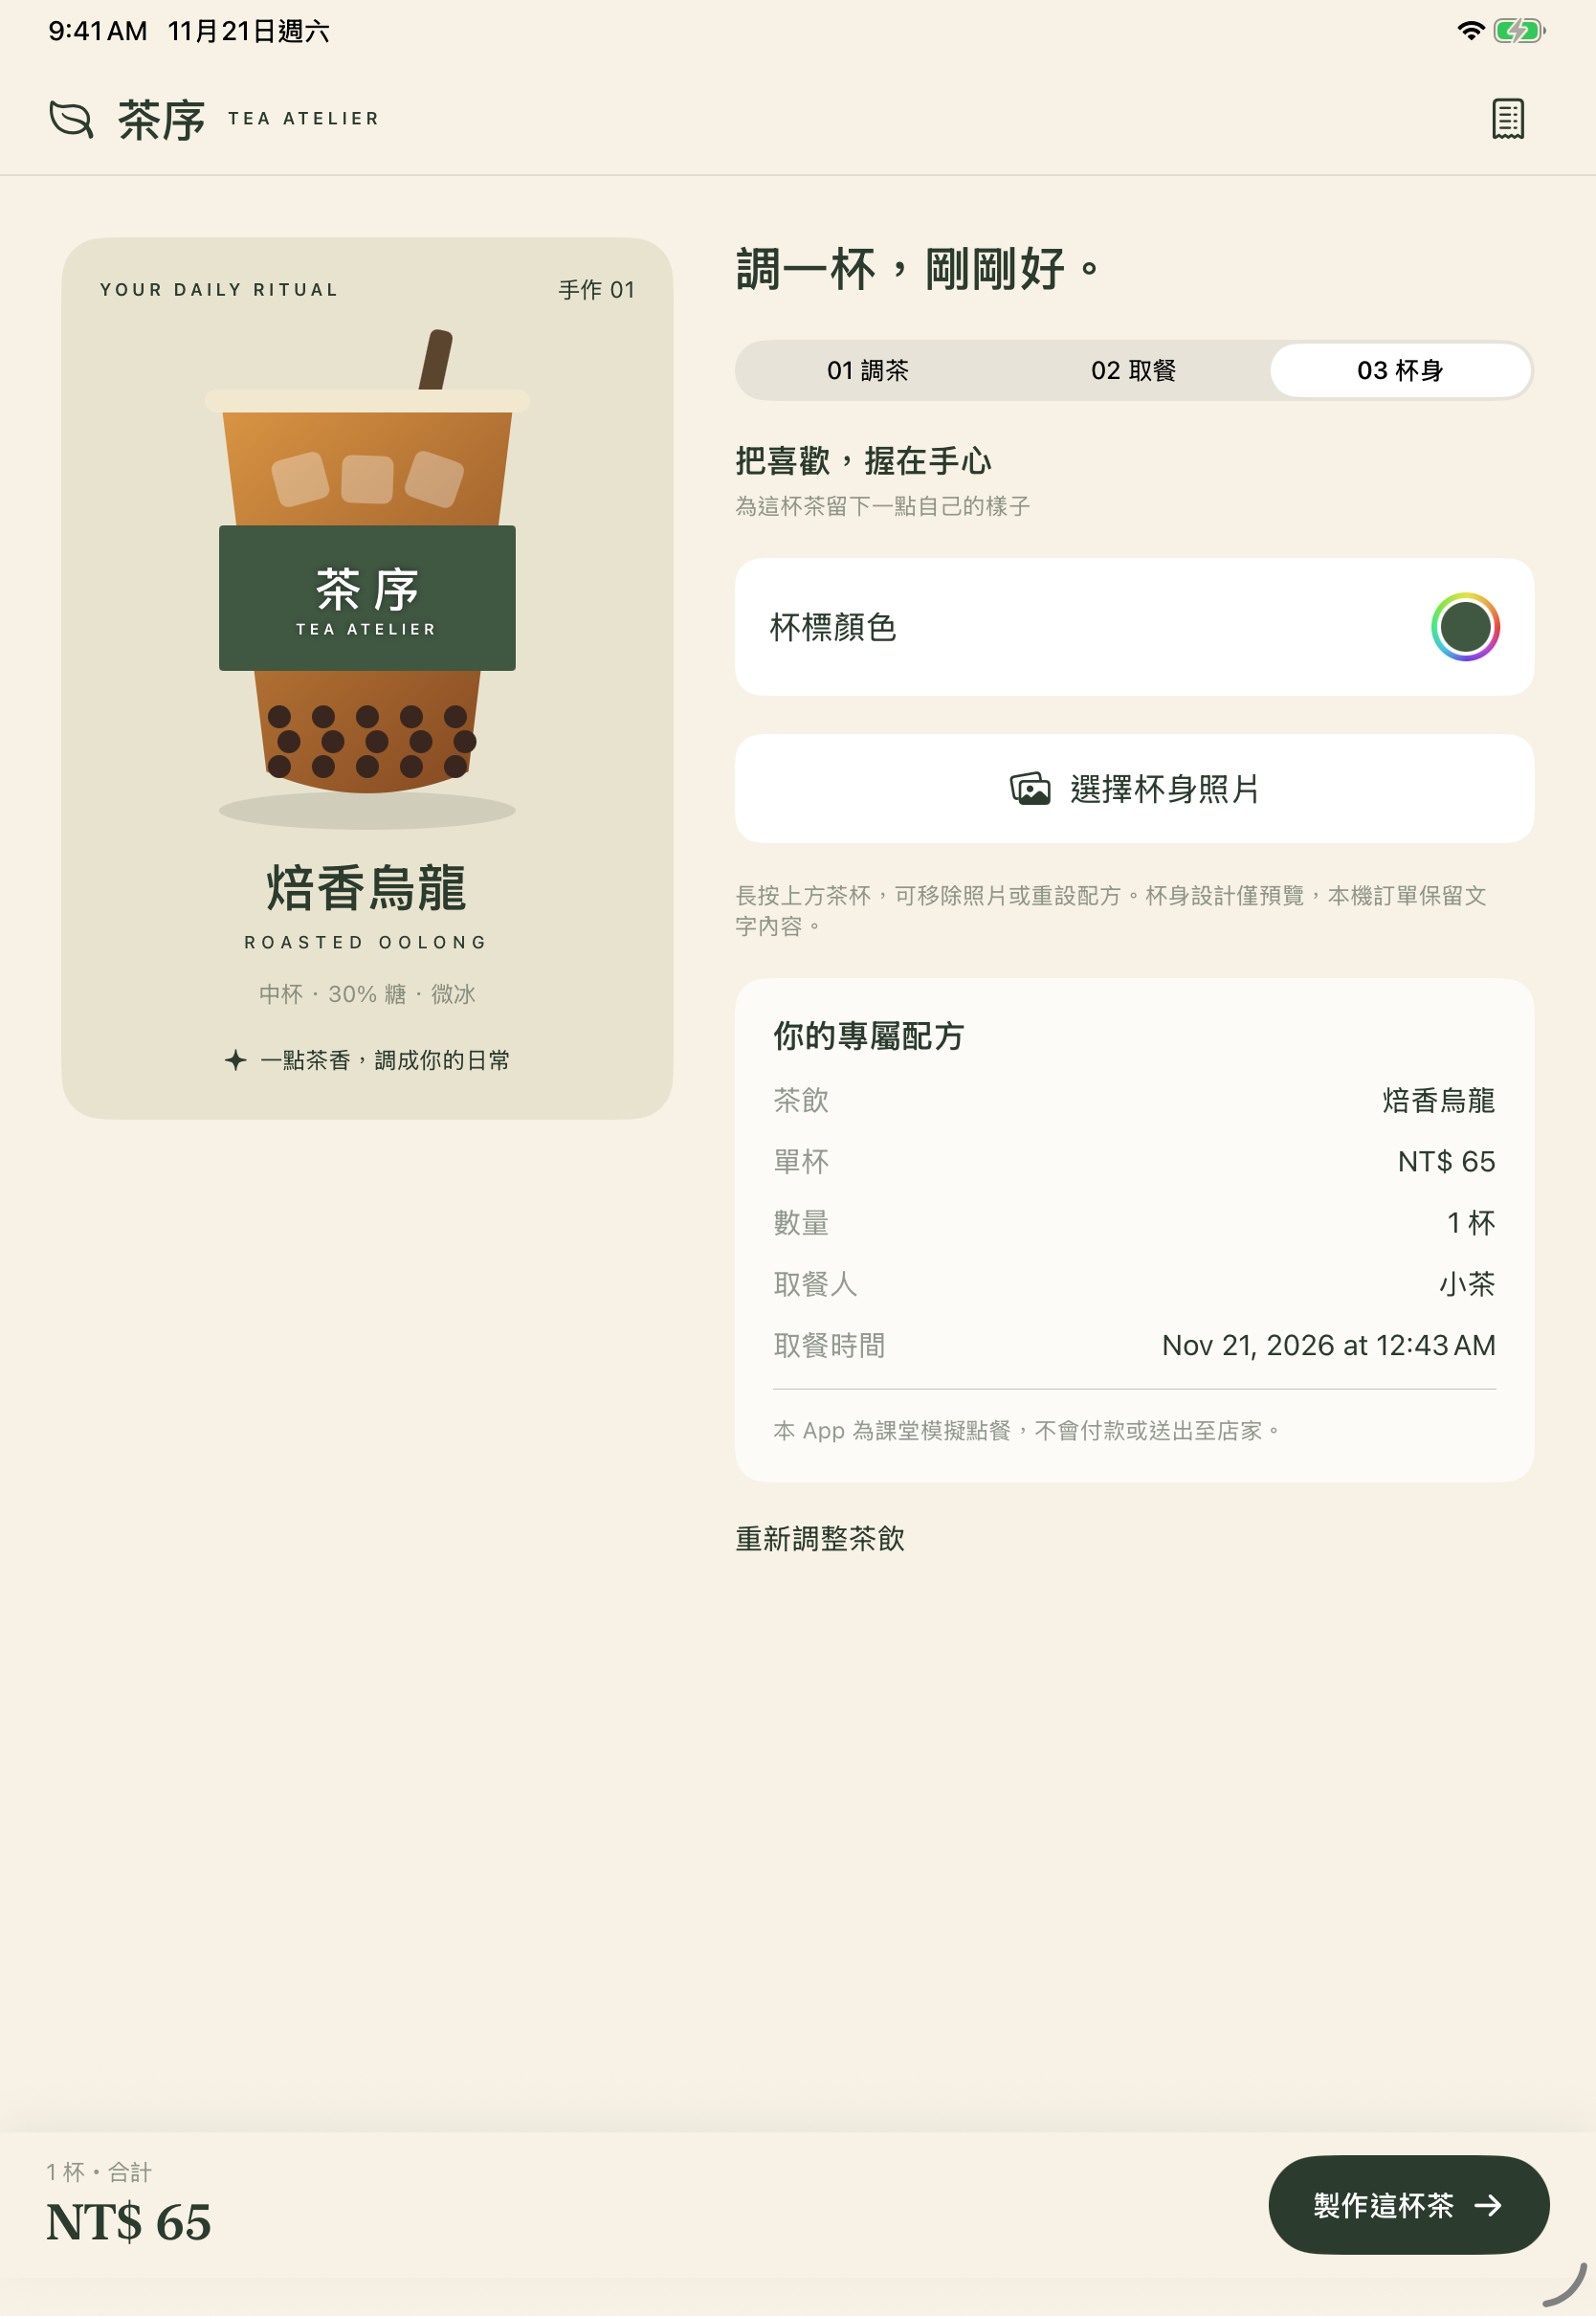 9:41 AM 11月21日週六
茶序 TEA ATELIER
YOUR DAILY RITUAL
手作 01
茶序
TEA ATELIER
焙香烏龍
ROASTED OOLONG
中杯 · 30% 糖 · 微冰
一點茶香，調成你的日常
調一杯，剛剛好。
01 調茶
02 取餐
03 杯身
把喜歡，握在手心
為這杯茶留下一點自己的樣子
杯標顏色
選擇杯身照片
長按上方茶杯，可移除照片或重設配方。杯身設計僅預覽，本機訂單保留文
字內容。
你的專屬配方
茶飲 焙香烏龍
單杯 NT$ 65
數量 1 杯
取餐人 小茶
取餐時間 Nov 21, 2026 at 12:43 AM
本 App 為課堂模擬點餐，不會付款或送出至店家。
重新調整茶飲
1 杯・合計
NT$ 65
製作這杯茶 →